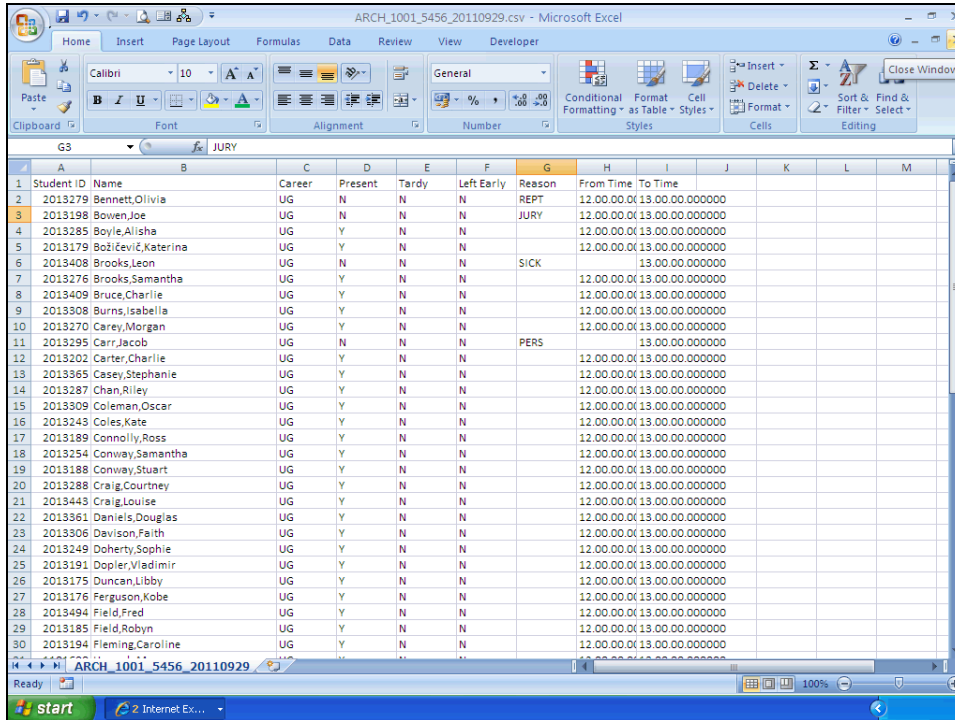 ARCH_1001_5456_20110929.csv - Microsoft Excel
Home Insert Page Layout Formulas Data Review View Developer
Calibri 10 A A General Insert Σ Close Window
Paste Delete
B I U A % , .0 .00 .00 .0 Conditional Formatting Format as Table Cell Styles Format Sort & Filter Find & Select
Clipboard Font Alignment Number Styles Cells Editing
G3 fx JURY
A B C D E F G H I J K L M
1 Student ID Name Career Present Tardy Left Early Reason From Time To Time
2 2013279 Bennett,Olivia UG N N N REPT 12.00.00.0 13.00.00.000000
3 2013198 Bowen,Joe UG N N N JURY 12.00.00.0 13.00.00.000000
4 2013285 Boyle,Alisha UG Y N N 12.00.00.0 13.00.00.000000
5 2013179 Božičevič,Katerina UG Y N N 12.00.00.0 13.00.00.000000
6 2013408 Brooks,Leon UG N N N SICK 13.00.00.000000
7 2013276 Brooks,Samantha UG Y N N 12.00.00.0 13.00.00.000000
8 2013409 Bruce,Charlie UG Y N N 12.00.00.0 13.00.00.000000
9 2013308 Burns,Isabella UG Y N N 12.00.00.0 13.00.00.000000
10 2013270 Carey,Morgan UG Y N N 12.00.00.0 13.00.00.000000
11 2013295 Carr,Jacob UG N N N PERS 13.00.00.000000
12 2013202 Carter,Charlie UG Y N N 12.00.00.0 13.00.00.000000
13 2013365 Casey,Stephanie UG Y N N 12.00.00.0 13.00.00.000000
14 2013287 Chan,Riley UG Y N N 12.00.00.0 13.00.00.000000
15 2013309 Coleman,Oscar UG Y N N 12.00.00.0 13.00.00.000000
16 2013243 Coles,Kate UG Y N N 12.00.00.0 13.00.00.000000
17 2013189 Connolly,Ross UG Y N N 12.00.00.0 13.00.00.000000
18 2013254 Conway,Samantha UG Y N N 12.00.00.0 13.00.00.000000
19 2013188 Conway,Stuart UG Y N N 12.00.00.0 13.00.00.000000
20 2013288 Craig,Courtney UG Y N N 12.00.00.0 13.00.00.000000
21 2013443 Craig,Louise UG Y N N 12.00.00.0 13.00.00.000000
22 2013361 Daniels,Douglas UG Y N N 12.00.00.0 13.00.00.000000
23 2013306 Davison,Faith UG Y N N 12.00.00.0 13.00.00.000000
24 2013249 Doherty,Sophie UG Y N N 12.00.00.0 13.00.00.000000
25 2013191 Dopler,Vladimir UG Y N N 12.00.00.0 13.00.00.000000
26 2013175 Duncan,Libby UG Y N N 12.00.00.0 13.00.00.000000
27 2013176 Ferguson,Kobe UG Y N N 12.00.00.0 13.00.00.000000
28 2013494 Field,Fred UG Y N N 12.00.00.0 13.00.00.000000
29 2013185 Field,Robyn UG Y N N 12.00.00.0 13.00.00.000000
30 2013194 Fleming,Caroline UG Y N N 12.00.00.0 13.00.00.000000
ARCH_1001_5456_20110929
Ready 100%
start 2 Internet Ex...